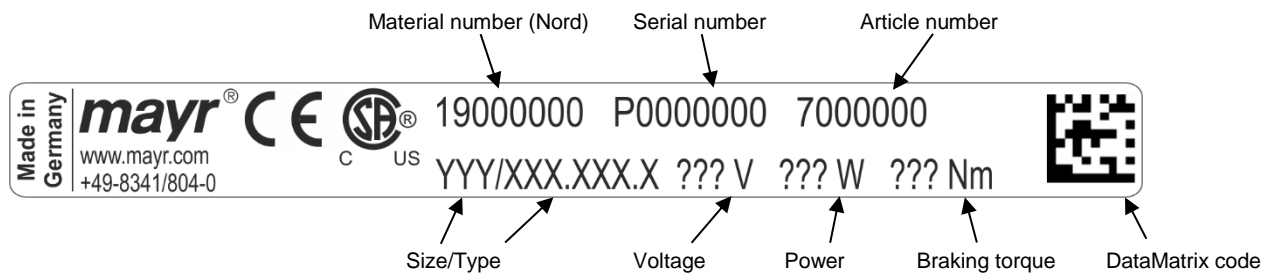 Material number (Nord) Serial number Article number
Made in
Germany
mayr®
www.mayr.com
+49-8341/804-0
CE
SA®
C US
19000000 P0000000 7000000
YYY/XXX.XXX.X ??? V ??? W ??? Nm
Size/Type Voltage Power Braking torque DataMatrix code